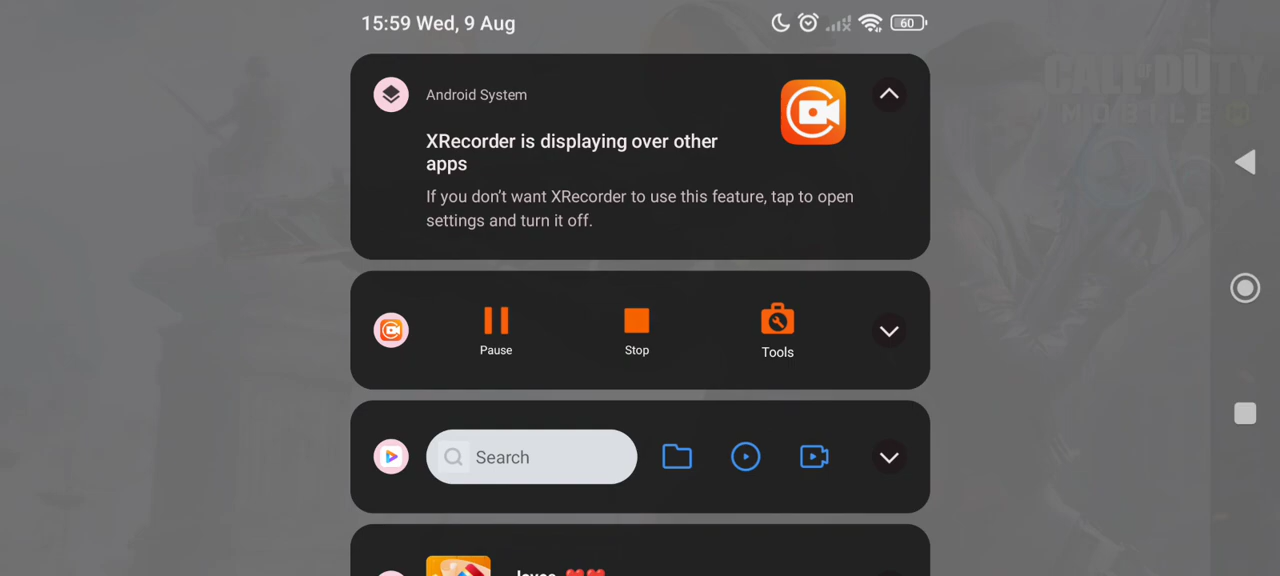 15:59 Wed, 9 Aug
60
CALL OF DUTY
MOBILE
Android System
XRecorder is displaying over other
apps
If you don’t want XRecorder to use this feature, tap to open
settings and turn it off.
Pause
Stop
Tools
Search